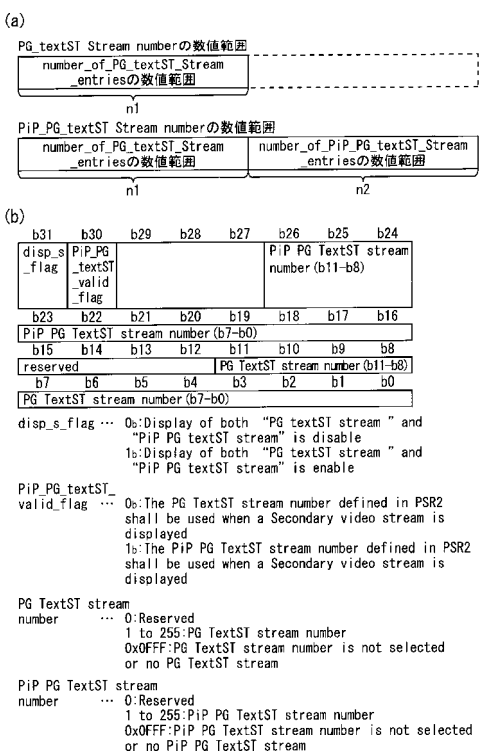 (a)
PG_textST Stream numberの数値範囲
number_of_PG_textST_Stream
_entriesの数値範囲
n1
PiP_PG_textST Stream numberの数値範囲
number_of_PG_textST_Stream number_of_PiP_PG_textST_Stream
_entriesの数値範囲 _entriesの数値範囲
n1 n2
(b)
b31 b30 b29 b28 b27 b26 b25 b24
disp_s PiP_PG PiP PG TextST stream
_flag _textST number(b11-b8)
_valid
_flag
b23 b22 b21 b20 b19 b18 b17 b16
PiP PG TextST stream number(b7-b0)
b15 b14 b13 b12 b11 b10 b9 b8
reserved PG TextST stream number(b11-b8)
b7 b6 b5 b4 b3 b2 b1 b0
PG TextST stream number(b7-b0)
disp_s_flag … 0b:Display of both "PG textST stream " and
"PiP PG textST stream" is disable
1b:Display of both "PG textST stream " and
"PiP PG textST stream" is enable
PiP_PG_textST_
valid_flag … 0b:The PG TextST stream number defined in PSR2
shall be used when a Secondary video stream is
displayed
1b:The PiP PG TextST stream number defined in PSR2
shall be used when a Secondary video stream is
displayed
PG TextST stream
number … 0:Reserved
1 to 255:PG TextST stream number
0x0FFF:PG TextST stream number is not selected
or no PG TextST stream
PiP PG TextST stream
number … 0:Reserved
1 to 255:PiP PG TextST stream number
0x0FFF:PiP PG TextST stream number is not selected
or no PiP PG TextST stream